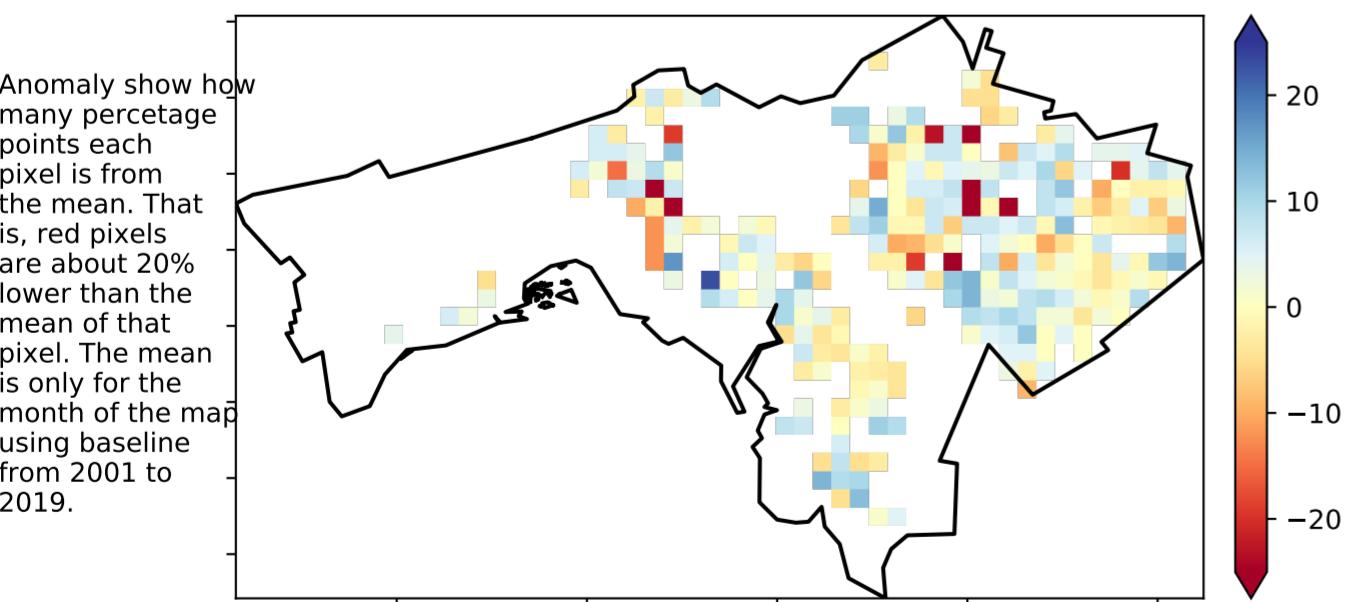 Anomaly show how
many percetage
points each
pixel is from
the mean. That
is, red pixels
are about 20%
lower than the
mean of that
pixel. The mean
is only for the
month of the map
using baseline
from 2001 to
2019.
20
10
0
−10
−20